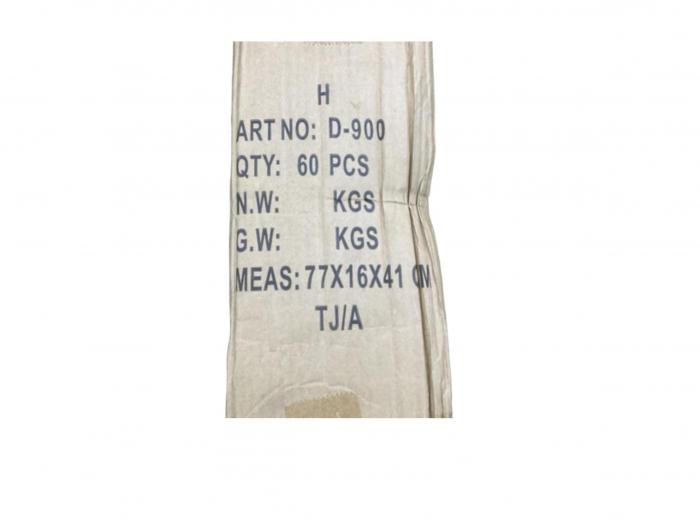 H
ART NO: D-900
QTY: 60 PCS
N.W: KGS
G.W: KGS
MEAS: 77X16X41 CM
TJ/A